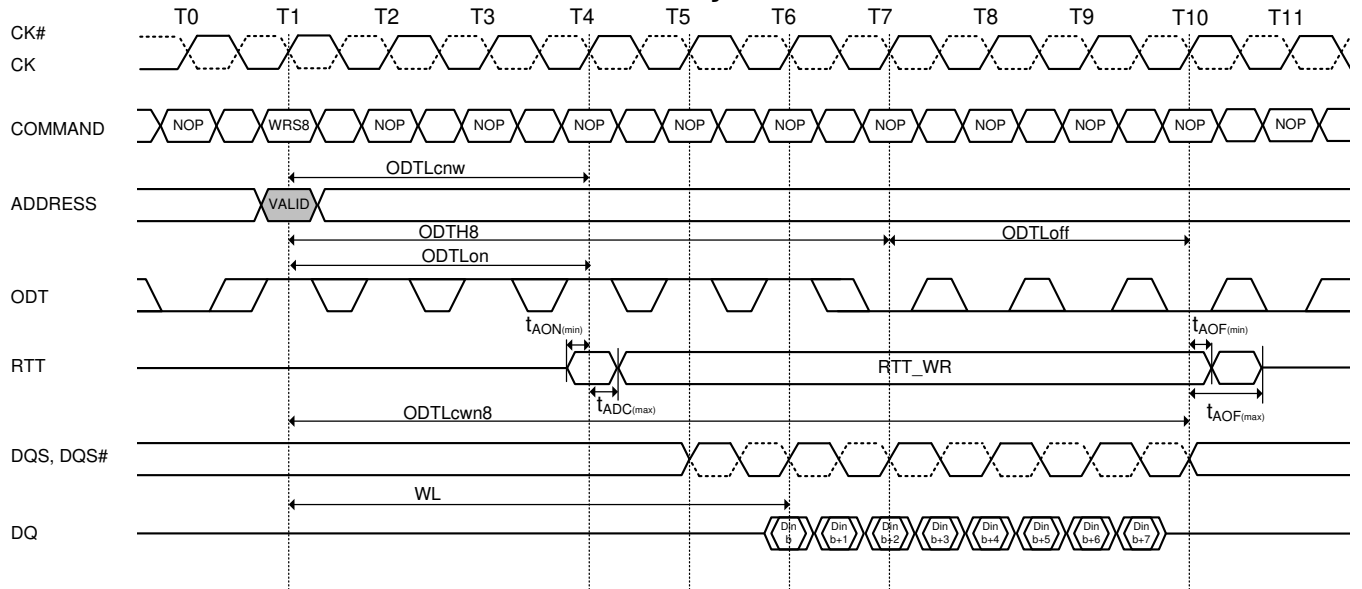 T0 T1 T2 T3 T4 T5 T6 T7 T8 T9 T10 T11
CK#
CK
COMMAND NOP WRS8 NOP NOP NOP NOP NOP NOP NOP NOP NOP NOP
ODTLcnw
ADDRESS VALID
ODTH8 ODTLoff
ODTLon
ODT
tAON(min) tAOF(min)
RTT RTT_WR
tADC(max) tAOF(max)
ODTLcwn8
DQS, DQS#
WL
DQ Din b Din b+1 Din b+2 Din b+3 Din b+4 Din b+5 Din b+6 Din b+7